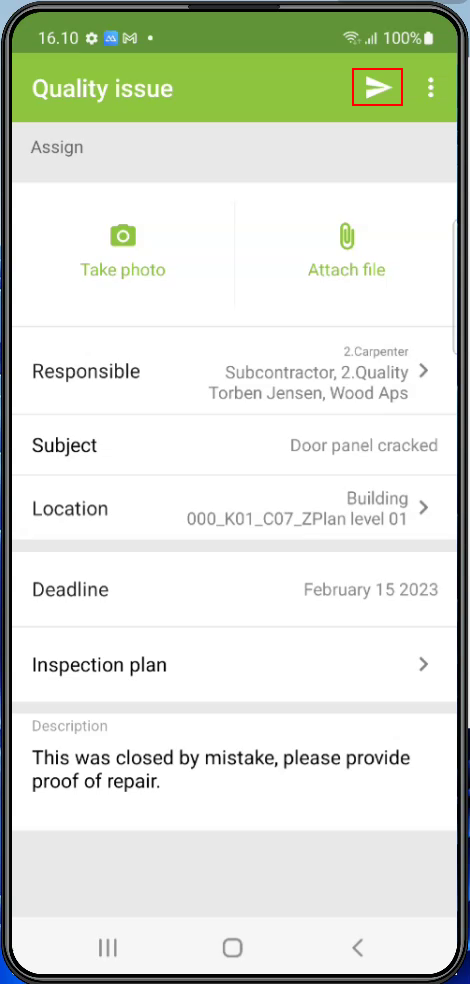 16.10
100%
Quality issue
Assign
Take photo
Attach file
2.Carpenter
Responsible
Subcontractor, 2.Quality
Torben Jensen, Wood Aps
Subject
Door panel cracked
Location
Building
000_K01_C07_ZPlan level 01
Deadline
February 15 2023
Inspection plan
Description
This was closed by mistake, please provide
proof of repair.